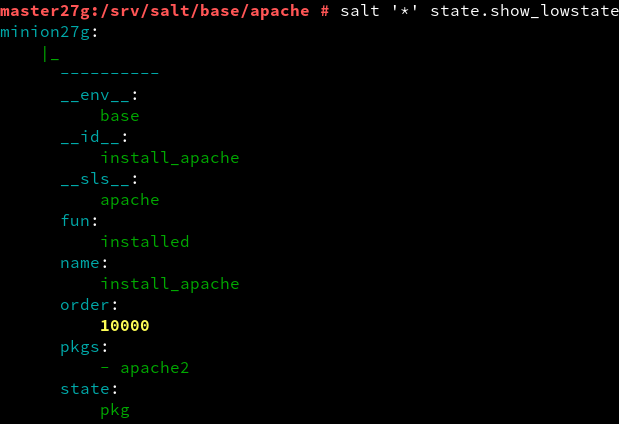 master27g:/srv/salt/base/apache # salt '*' state.show_lowstate
minion27g:
|_
----------
__env__:
base
__id__:
install_apache
__sls__:
apache
fun:
installed
name:
install_apache
order:
10000
pkgs:
- apache2
state:
pkg